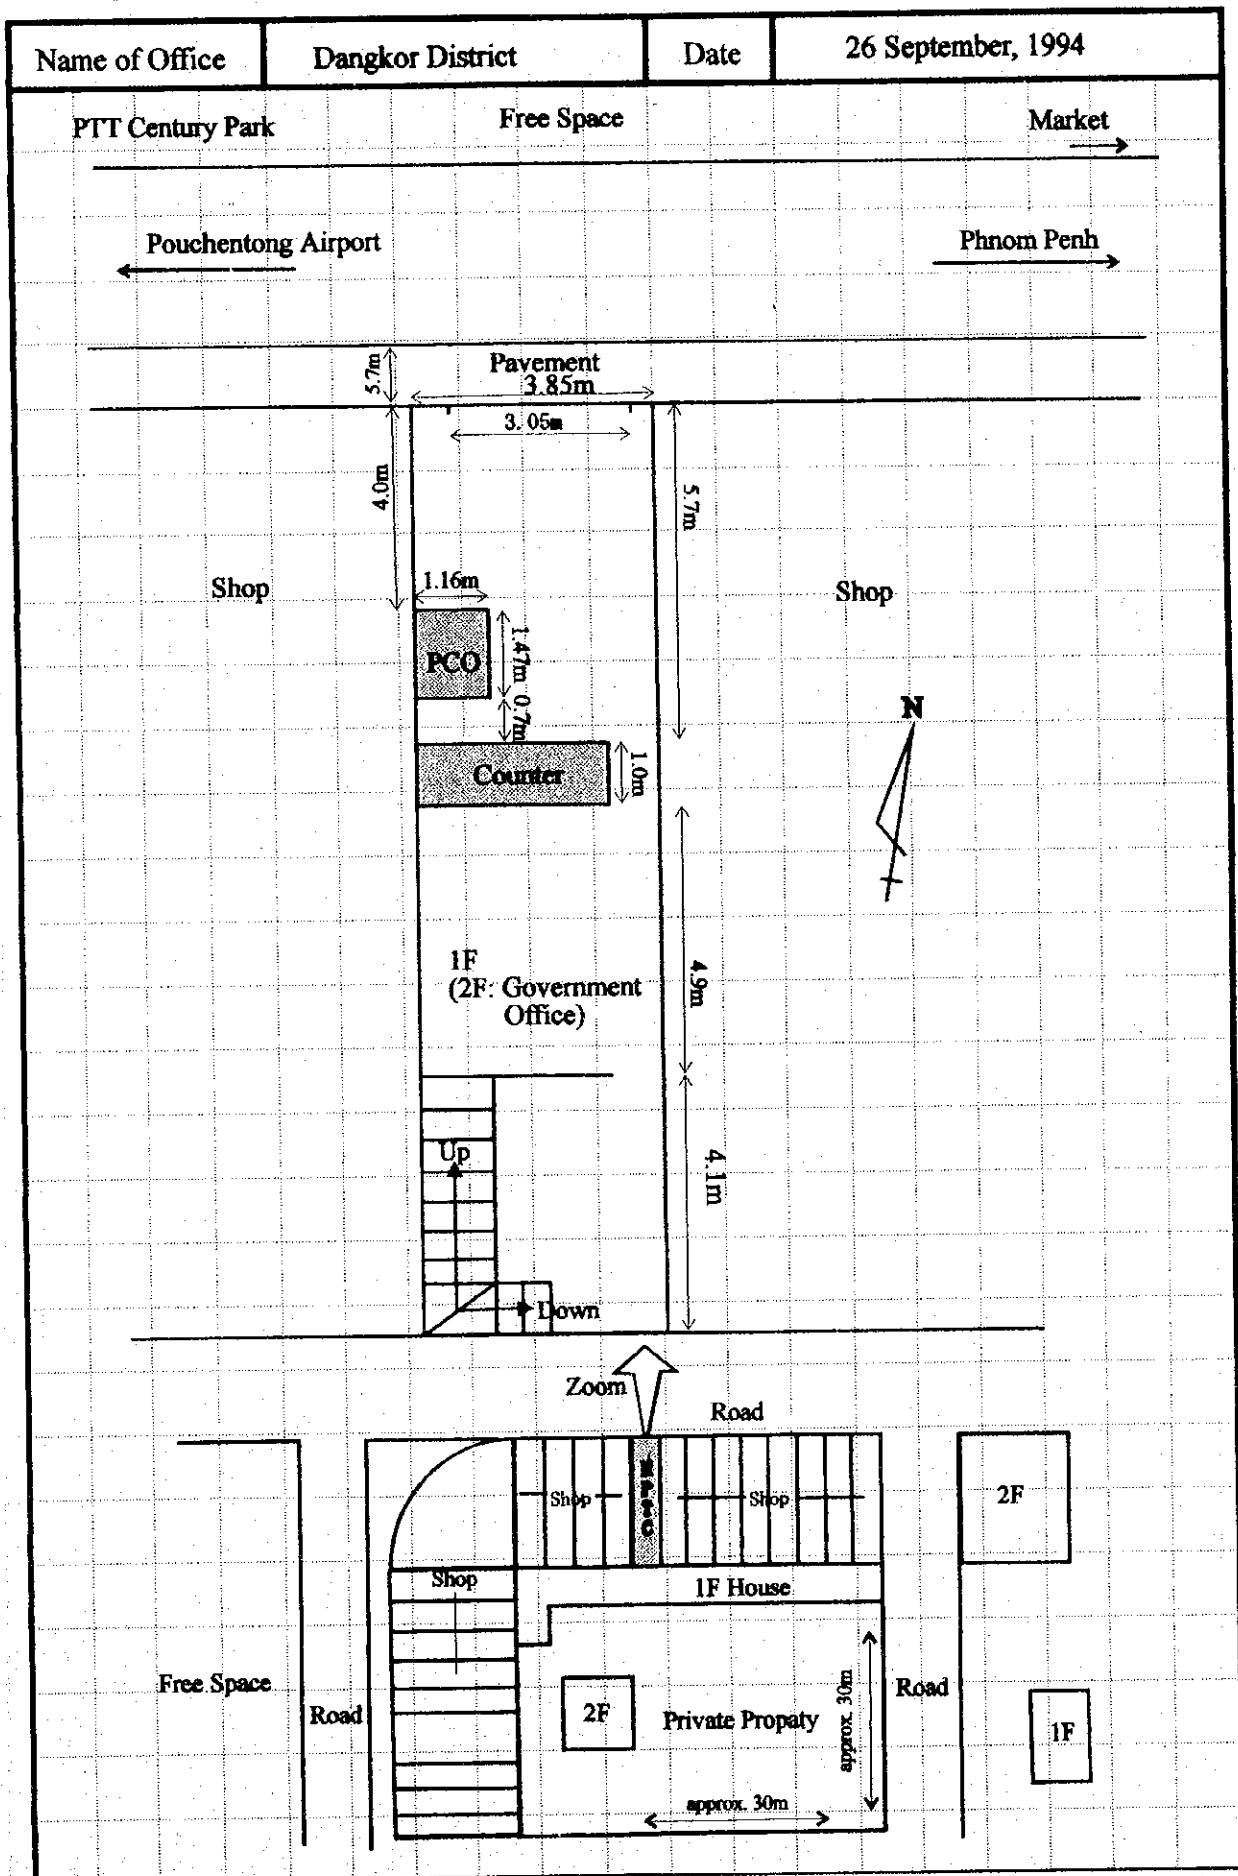 Name of Office
Dangkor District
Date
26 September, 1994
PTT Century Park
Free Space
Market
Pouchentong Airport
Phnom Penh
5.7m
Pavement
3.85m
3.05m
4.0m
5.7m
Shop
1.16m
Shop
PCO
1.47m
0.7m
N
Counter
1.0m
1F
(2F: Government
Office)
4.9m
Up
4.1m
Down
Zoom
Road
Shop
Shop
2F
Shop
1F House
Free Space
Road
2F
Private Propaty
approx. 30m
Road
1F
approx. 30m